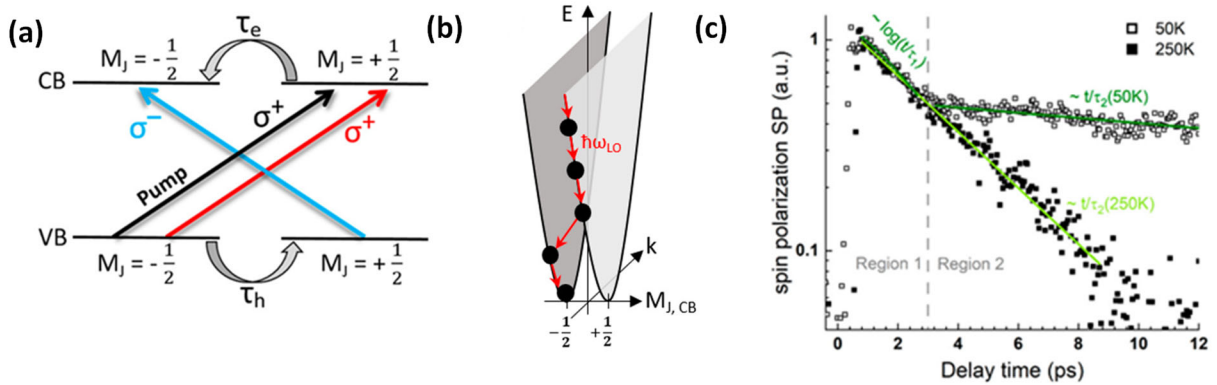 (a)
τe
MJ = - 1/2
MJ = + 1/2
CB
σ−
σ+
σ+
Pump
VB
MJ = - 1/2
MJ = + 1/2
τh
(b)
E
ħωLO
k
MJ, CB
- 1/2
+ 1/2
(c)
spin polarization SP (a.u.)
1
0.1
~ log(t/τ1)
50K
250K
~ t/τ2(50K)
~ t/τ2(250K)
Region 1
Region 2
0 2 4 6 8 10 12
Delay time (ps)